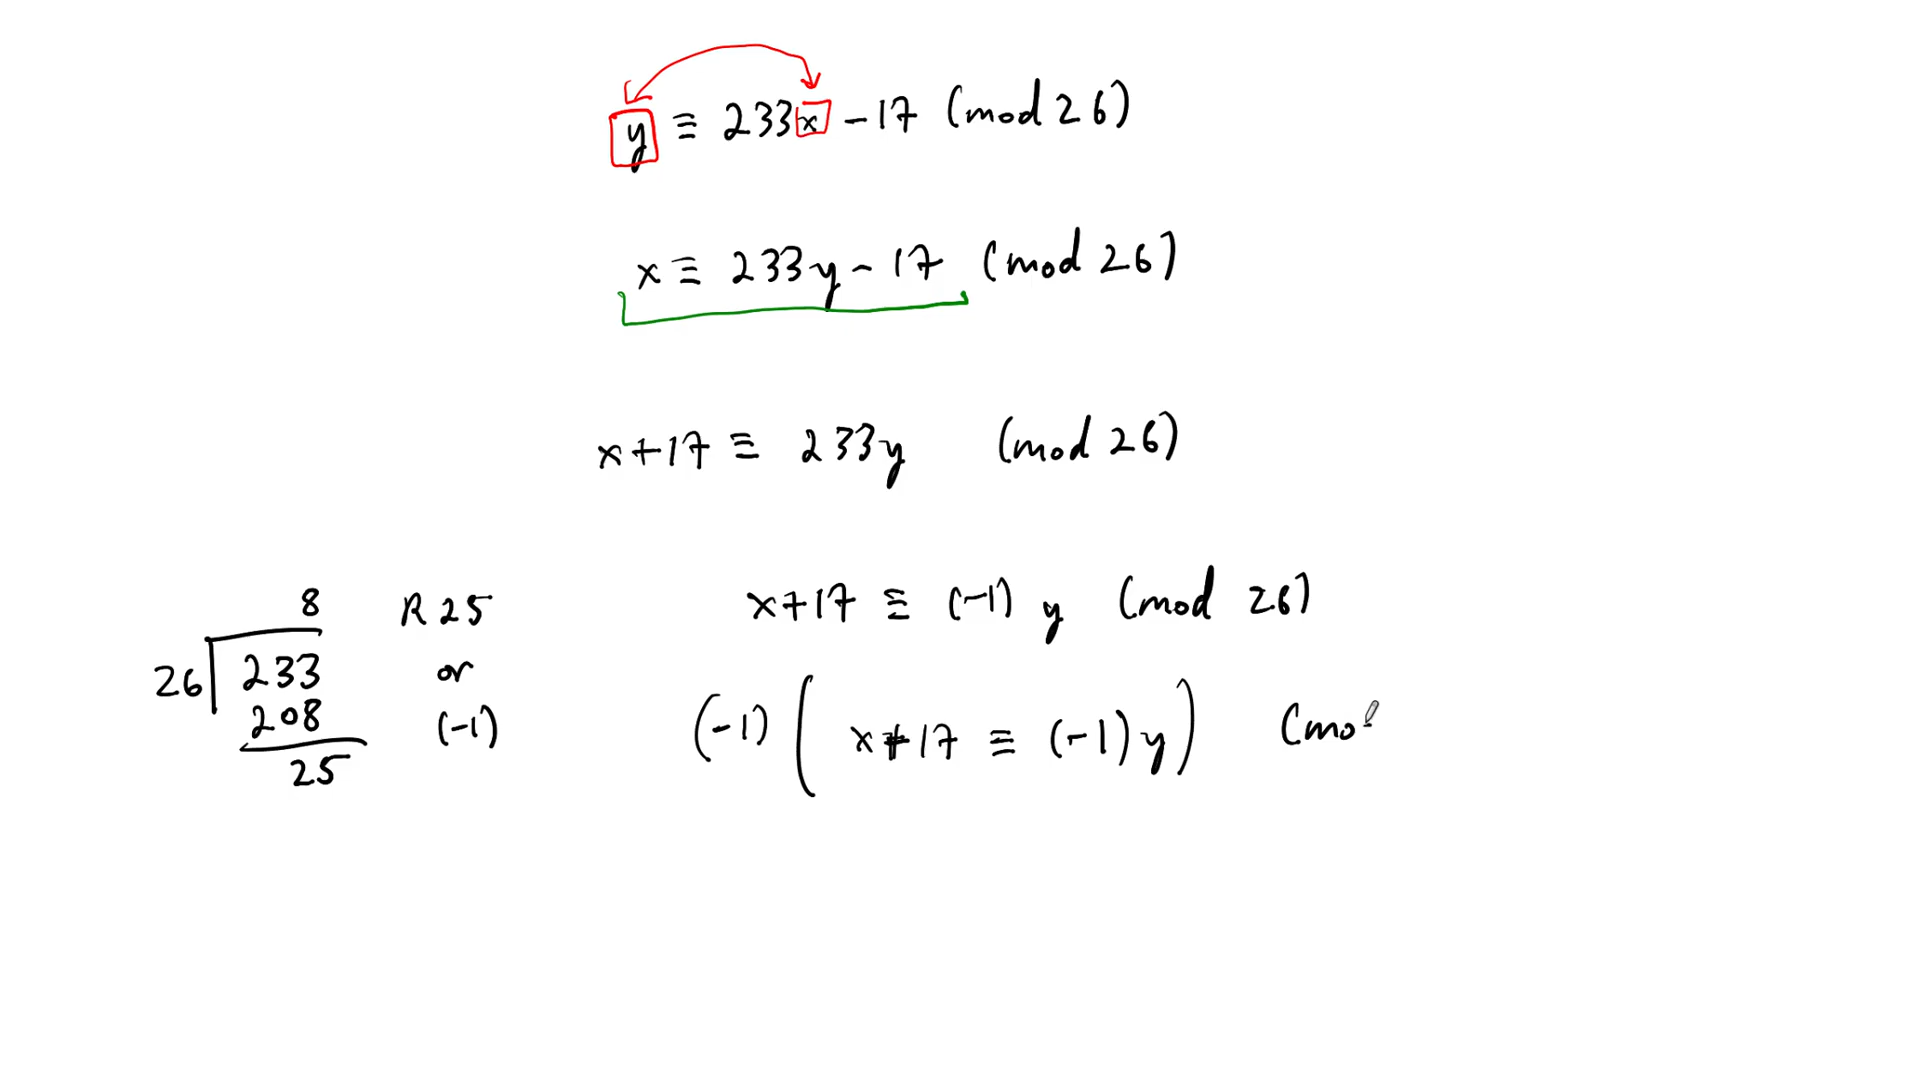 y ≡ 233x - 17 (mod 26)
x ≡ 233y - 17 (mod 26)
x+17 ≡ 233y (mod 26)
8 R 25
26 233
or
208 (-1)
25
x+17 ≡ (-1) y (mod 26)
(-1) ( x+17 ≡ (-1) y ) (mo